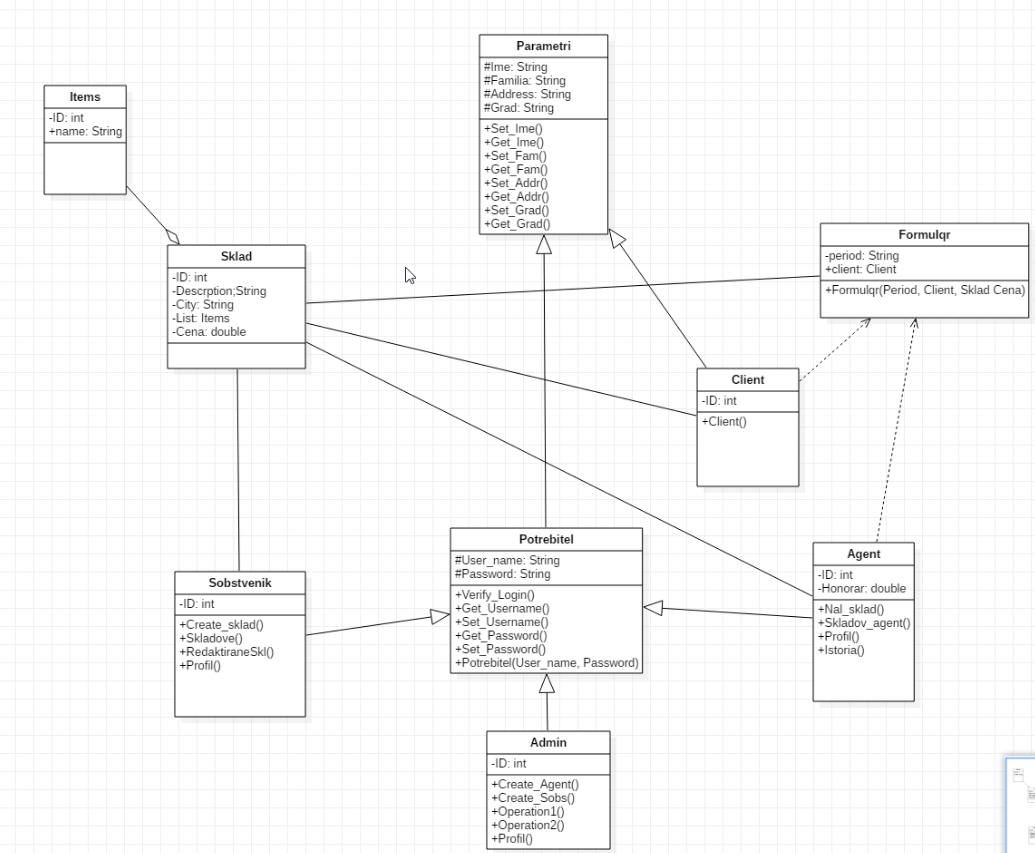 Parametri
#Ime: String
#Familia: String
#Address: String
#Grad: String
+Set_Ime()
+Get_Ime()
+Set_Fam()
+Get_Fam()
+Set_Addr()
+Get_Addr()
+Set_Grad()
+Get_Grad()
Items
-ID: int
+name: String
Sklad
-ID: int
-Descrption;String
-City: String
-List: Items
-Cena: double
Formulqr
-period: String
+client: Client
+Formulqr(Period, Client, Sklad Cena)
Client
-ID: int
+Client()
Potrebitel
#User_name: String
#Password: String
+Verify_Login()
+Get_Username()
+Set_Username()
+Get_Password()
+Set_Password()
+Potrebitel(User_name, Password)
Agent
-ID: int
-Honorar: double
+Nal_sklad()
+Skladov_agent()
+Profil()
+Istoria()
Sobstvenik
-ID: int
+Create_sklad()
+Skladove()
+RedaktiraneSkl()
+Profil()
Admin
-ID: int
+Create_Agent()
+Create_Sobs()
+Operation1()
+Operation2()
+Profil()